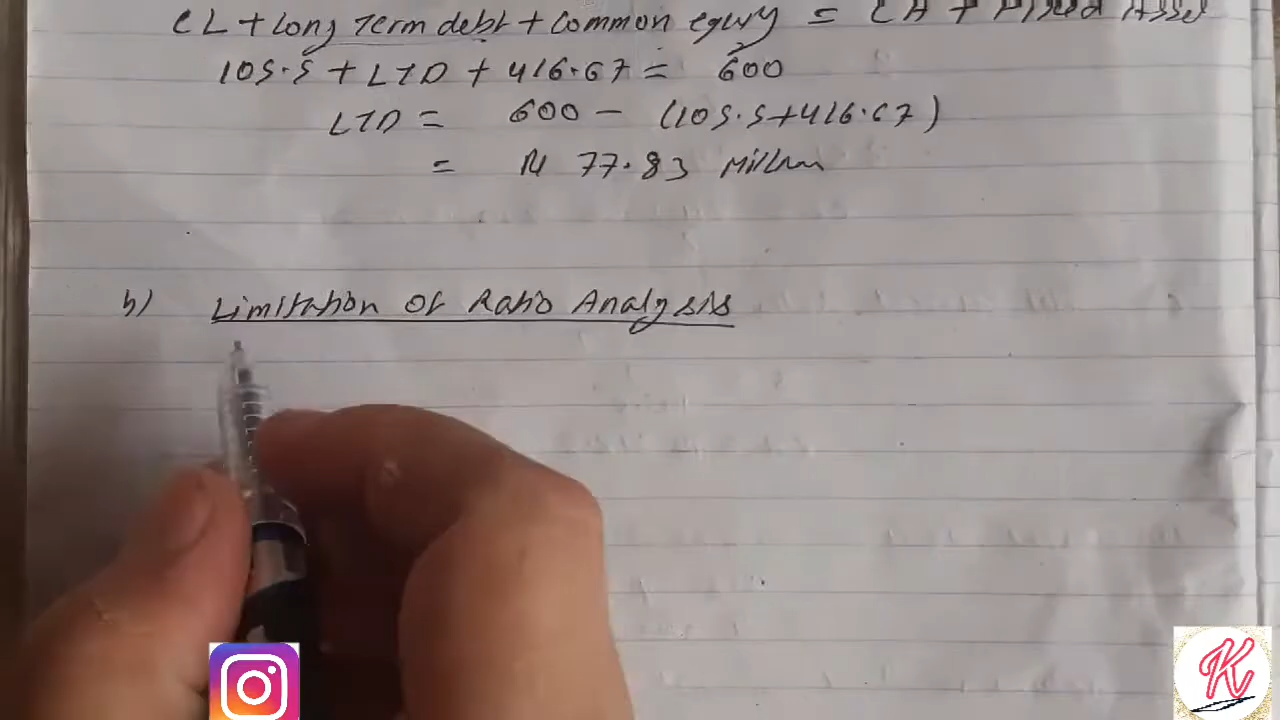 CL + Long Term debt + Common equity = CA + Fixed Asset
105.5 + LTD + 416.67 = 600
LTD = 600 - (105.5+416.67)
= Rs 77.83 Million
b) Limitation of Ratio Analysis
K